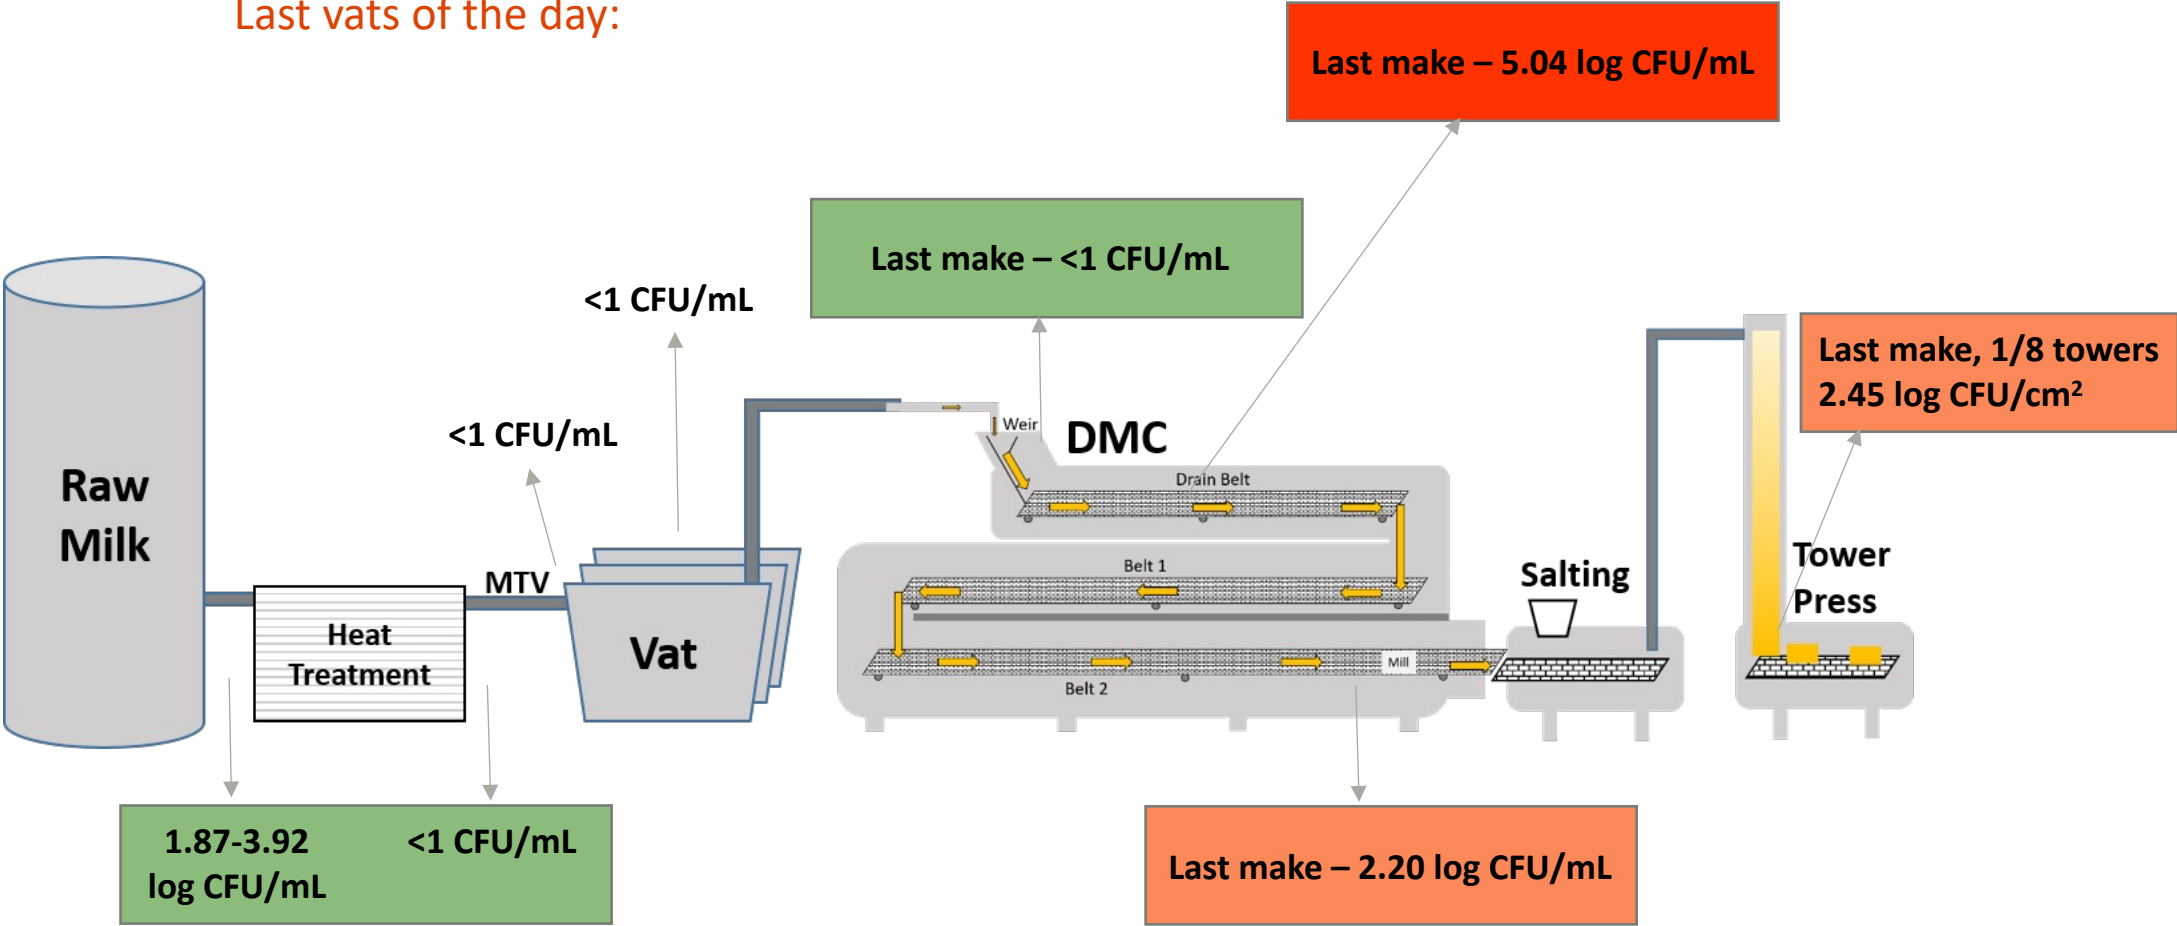 Last vats of the day:
Last make – 5.04 log CFU/mL
Last make – <1 CFU/mL
<1 CFU/mL
<1 CFU/mL
Last make, 1/8 towers
2.45 log CFU/cm²
Weir
DMC
Drain Belt
Raw
Milk
MTV
Heat
Treatment
Vat
Belt 1
Belt 2
Mill
Salting
Tower
Press
1.87-3.92
log CFU/mL
<1 CFU/mL
Last make – 2.20 log CFU/mL